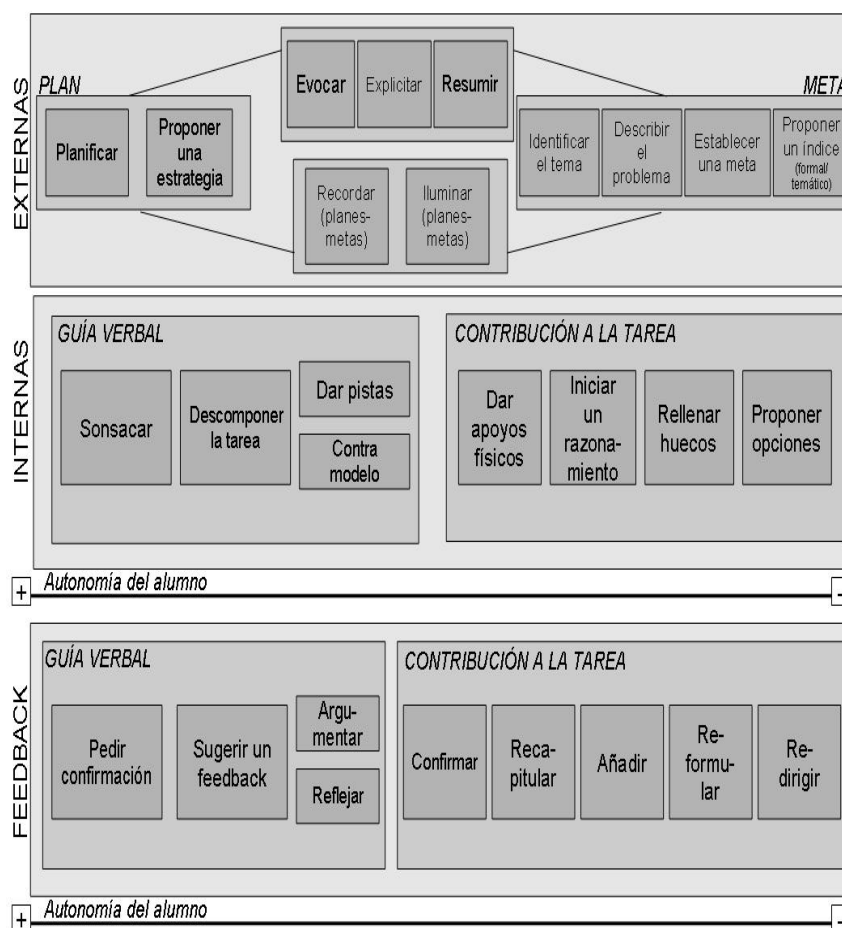 EXTERNAS
PLAN
Planificar
Proponer
una
estrategia
Evocar
Explicitar
Resumir
Recordar
(planes-
metas)
Iluminar
(planes-
metas)
META
Identificar
el tema
Describir
el
problema
Establecer
una meta
Proponer
un índice
(formal/
temático)
INTERNAS
GUÍA VERBAL
Sonsacar
Descomponer
la tarea
Dar pistas
Contra
modelo
CONTRIBUCIÓN A LA TAREA
Dar
apoyos
físicos
Iniciar
un
razona-
miento
Rellenar
huecos
Proponer
opciones
+ Autonomía del alumno -
FEEDBACK
GUÍA VERBAL
Pedir
confirmación
Sugerir un
feedback
Argu-
mentar
Reflejar
CONTRIBUCIÓN A LA TAREA
Confirmar
Reca-
pitular
Añadir
Re-
formu-
lar
Re-
dirigir
+ Autonomía del alumno -